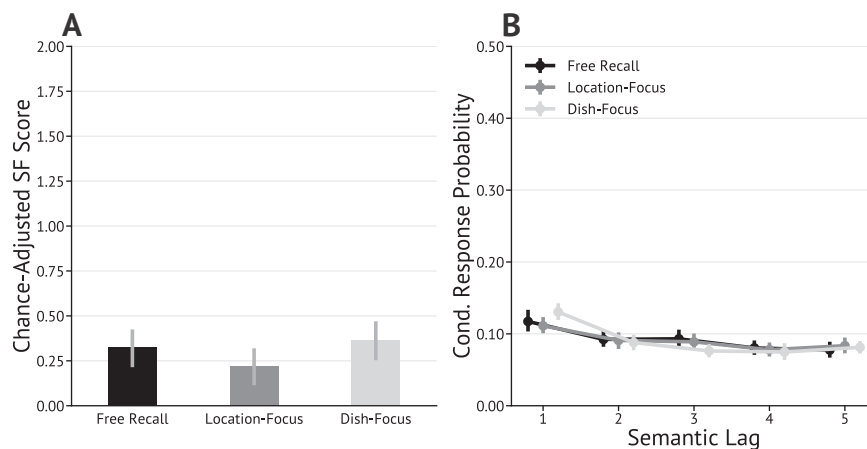 A
Chance-Adjusted SF Score
2.00
1.75
1.50
1.25
1.00
0.75
0.50
0.25
0.00
Free Recall
Location-Focus
Dish-Focus
B
Cond. Response Probability
0.50
0.40
0.30
0.20
0.10
0.00
Free Recall
Location-Focus
Dish-Focus
1
2
3
4
5
Semantic Lag